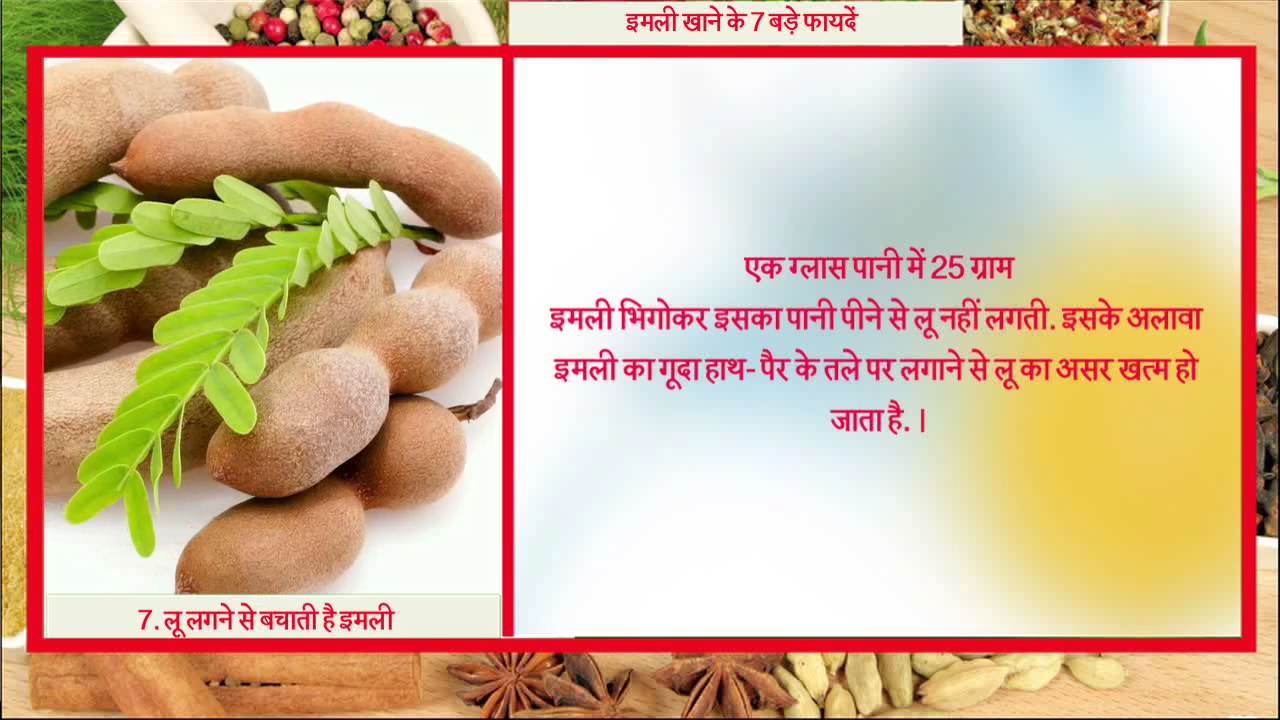 इमली खाने के 7 बड़े फायदें
एक ग्लास पानी में 25 ग्राम
इमली भिगोकर इसका पानी पीने से लू नहीं लगती. इसके अलावा
इमली का गूदा हाथ- पैर के तले पर लगाने से लू का असर खत्म हो
जाता है. ।
7. लू लगने से बचाती है इमली